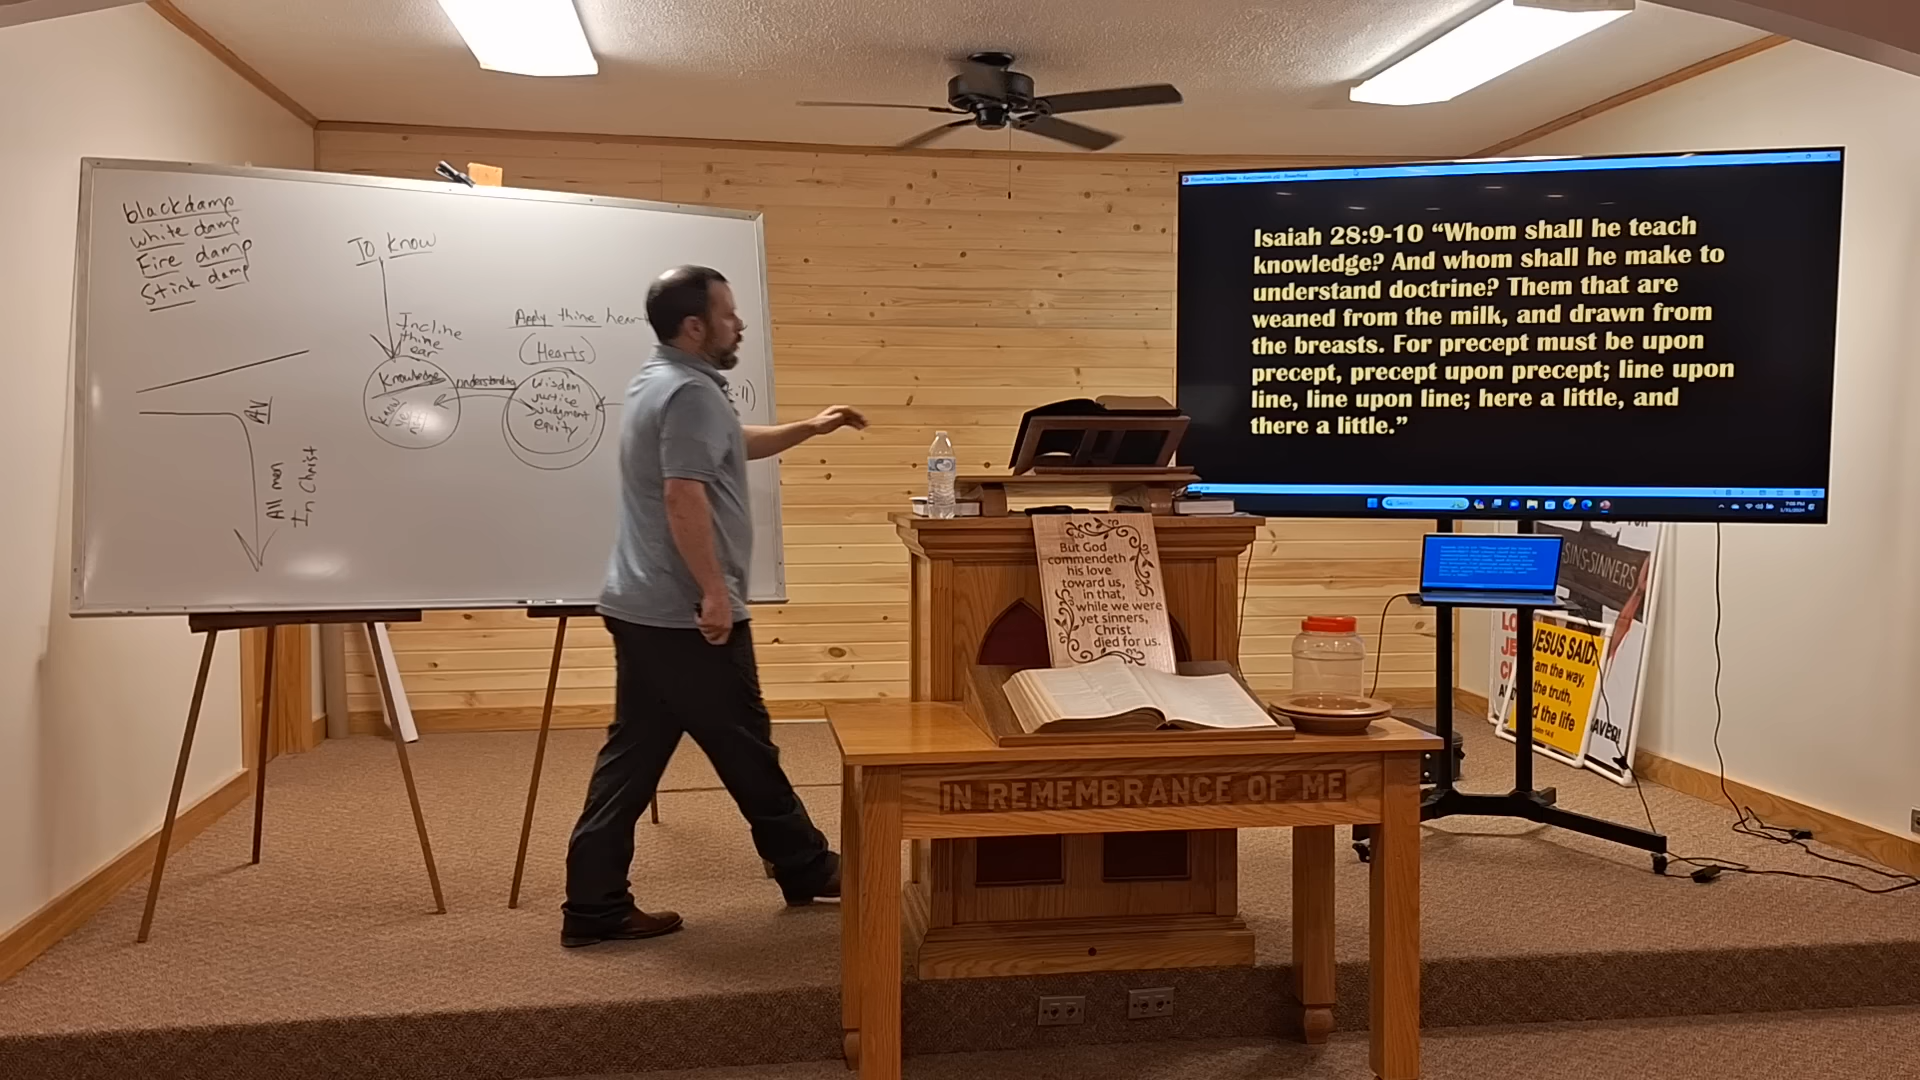 blackdamp
white damp
Fire damp
Stink damp
To know
Incline
thine
ear
Knowledge
understanding
Apply thine heart
(Hearts)
wisdom
justice
judgment
equity
AV
All men
In Christ
Isaiah 28:9-10 “Whom shall he teach
knowledge? And whom shall he make to
understand doctrine? Them that are
weaned from the milk, and drawn from
the breasts. For precept must be upon
precept, precept upon precept; line upon
line, line upon line; here a little, and
there a little.”
But God
commendeth
his love
toward us,
in that,
while we were
yet sinners,
Christ
died for us.
IN REMEMBRANCE OF ME
SINS-SINNERS
JESUS SAID:
am the way,
the truth,
d the life
John 14:6
AVED!